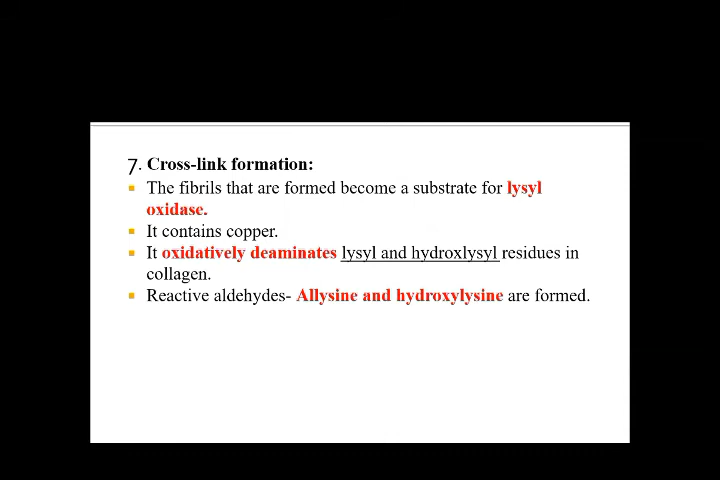 7. Cross-link formation:
▪ The fibrils that are formed become a substrate for lysyl
oxidase.
▪ It contains copper.
▪ It oxidatively deaminates lysyl and hydroxlysyl residues in
collagen.
▪ Reactive aldehydes- Allysine and hydroxylysine are formed.